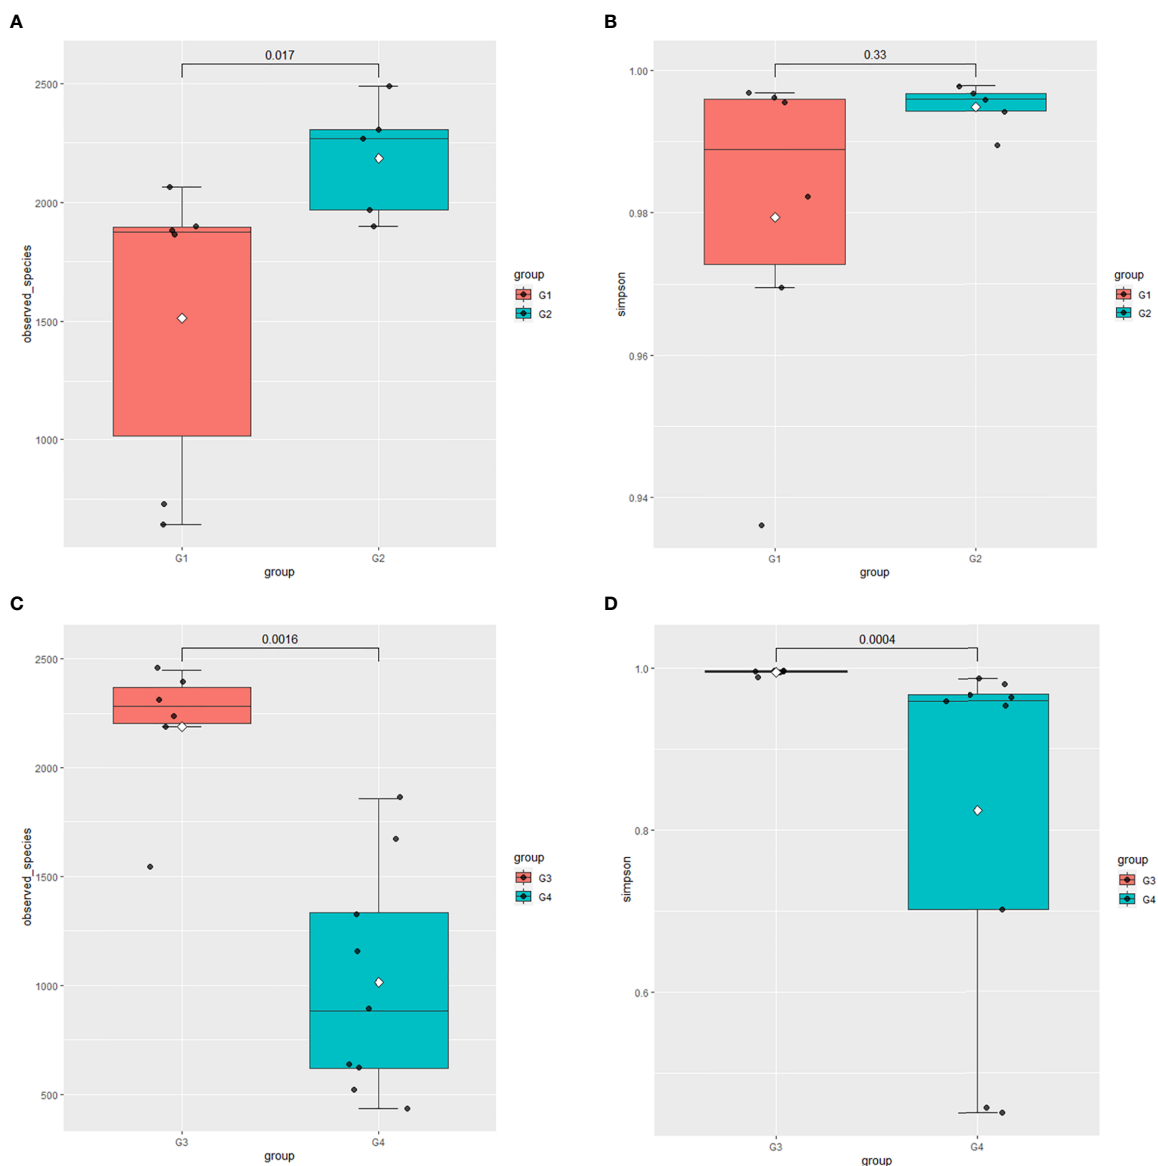 A
0.017
2500
2000
1500
1000
observed_species
G1
G2
group
group
G1
G2
B
0.33
1.00
0.98
0.96
0.94
simpson
G1
G2
group
group
G1
G2
C
0.0016
2500
2000
1500
1000
500
observed_species
G3
G4
group
group
G3
G4
D
0.0004
1.0
0.8
0.6
simpson
G3
G4
group
group
G3
G4